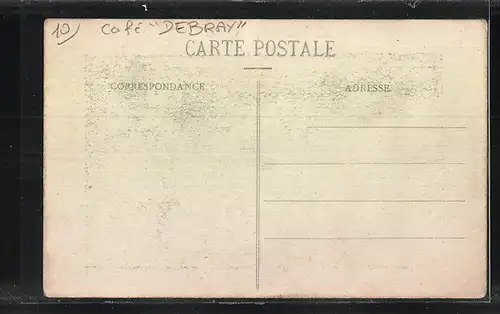 10) Café "DEBRAY"
CARTE POSTALE
CORRESPONDANCE
ADRESSE